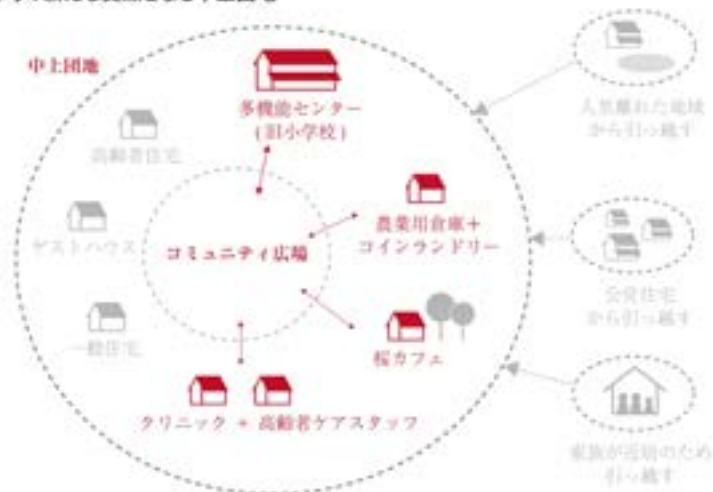 中上団地
多機能センター
(旧小学校)
高齢者住宅
ゲストハウス
一般住宅
コミュニティ広場
農業用倉庫+
コインランドリー
桜カフェ
クリニック + 高齢者ケアスタッフ
人里離れた地域
から引っ越す
公営住宅
から引っ越す
家族が近居のため
引っ越す